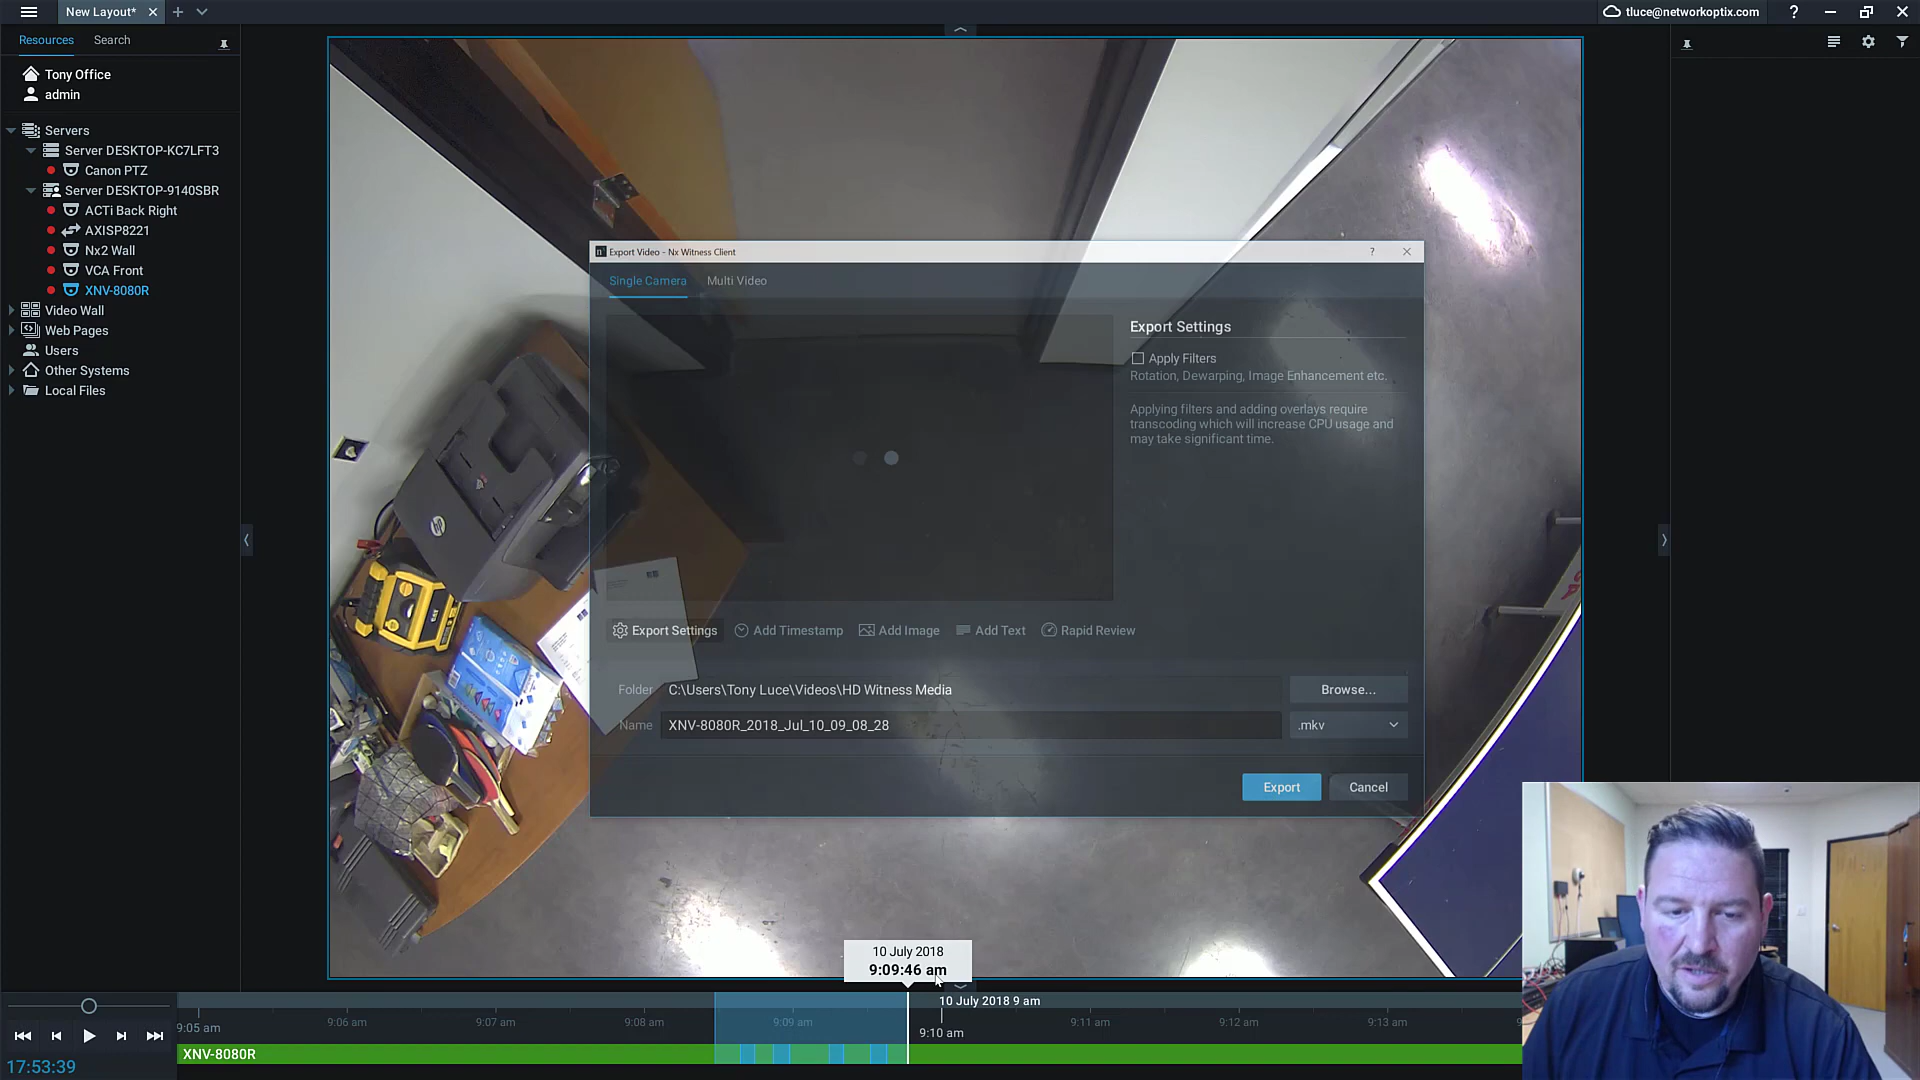 New Layout*
tluce@networkoptix.com
?
Resources
Search
Tony Office
admin
Servers
Server DESKTOP-KC7LFT3
Canon PTZ
Server DESKTOP-9140SBR
ACTi Back Right
AXISP8221
Nx2 Wall
VCA Front
XNV-8080R
Video Wall
Web Pages
Users
Other Systems
Local Files
Export Video - Nx Witness Client
?
Single Camera
Multi Video
Export Settings
Apply Filters
Rotation, Dewarping, Image Enhancement etc.
Applying filters and adding overlays require
transcoding which will increase CPU usage and
may take significant time.
Export Settings
Add Timestamp
Add Image
Add Text
Rapid Review
Folder
C:\Users\Tony Luce\Videos\HD Witness Media
Browse...
Name
XNV-8080R_2018_Jul_10_09_08_28
.mkv
Export
Cancel
hp
CAT
10 July 2018
9:09:46 am
10 July 2018 9 am
9:05 am
9:06 am
9:07 am
9:08 am
9:09 am
9:10 am
9:11 am
9:12 am
9:13 am
XNV-8080R
17:53:39